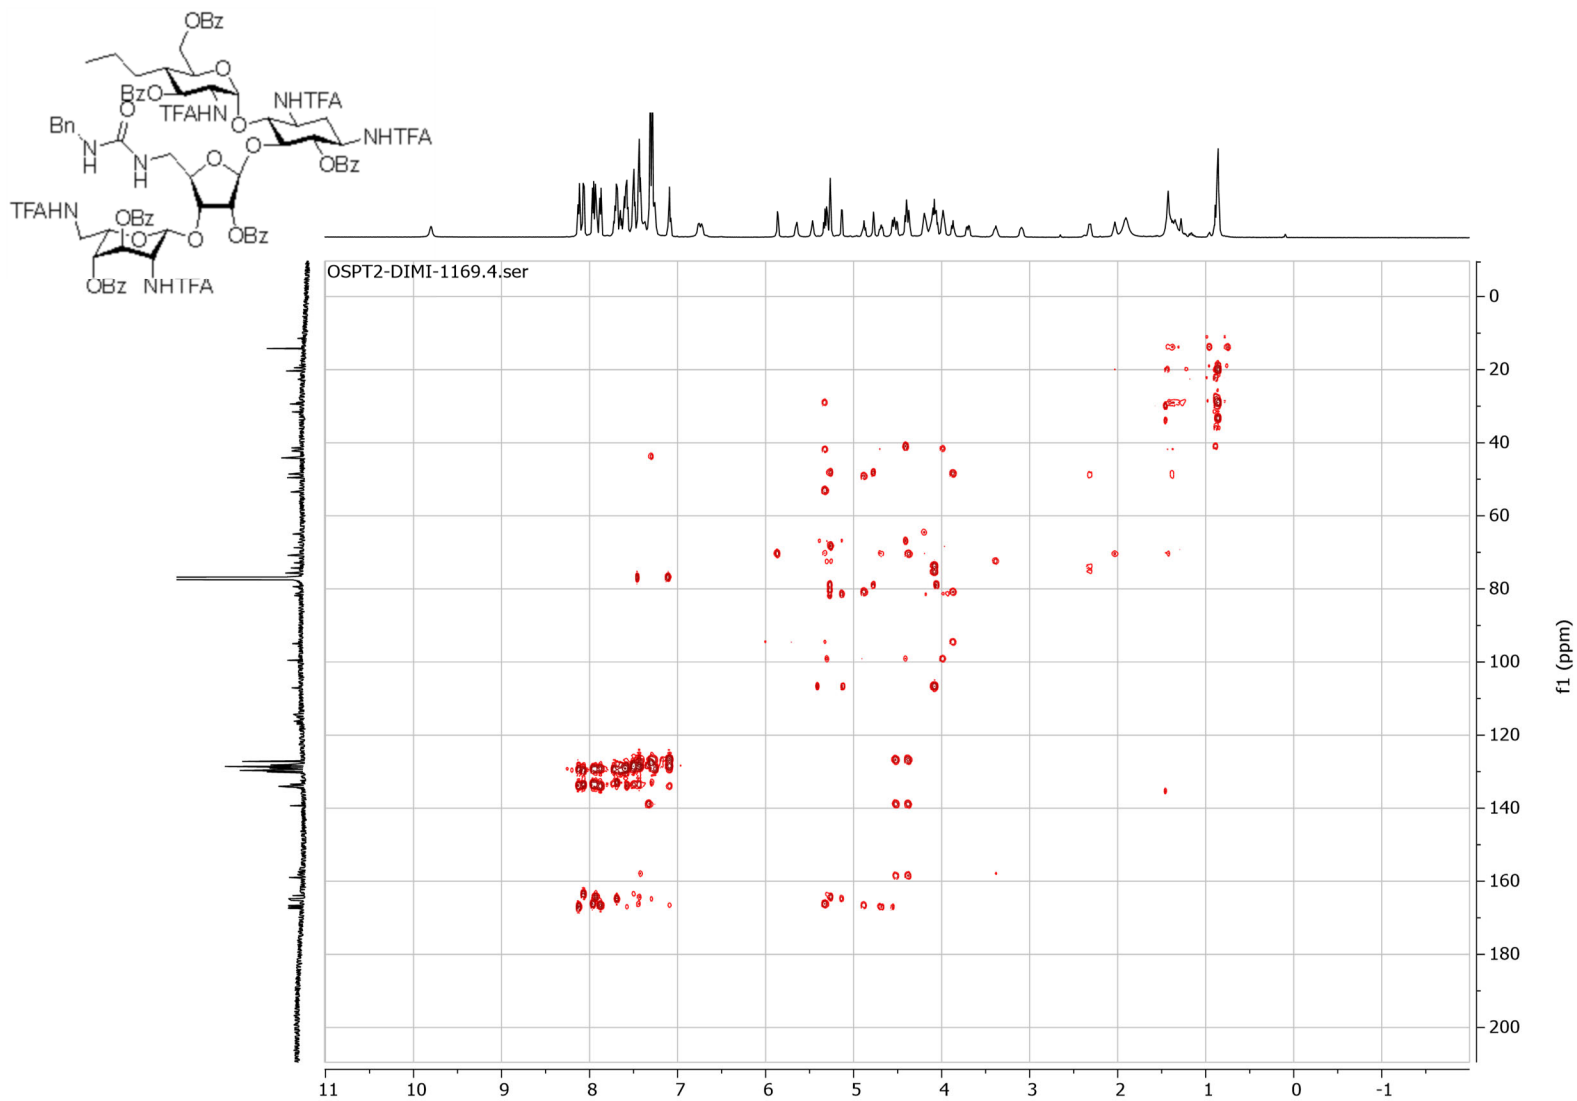 OBz
O
BzO
TFAHN
NHTFA
O
Bn
O
NHTFA
N
H
N
H
O
O
OBz
TFAHN
OBz
O
O
OBz
OBz
NHTFA
OSPT2-DIMI-1169.4.ser
0
20
40
60
80
100
120
140
160
180
200
f1 (ppm)
11 10 9 8 7 6 5 4 3 2 1 0 -1